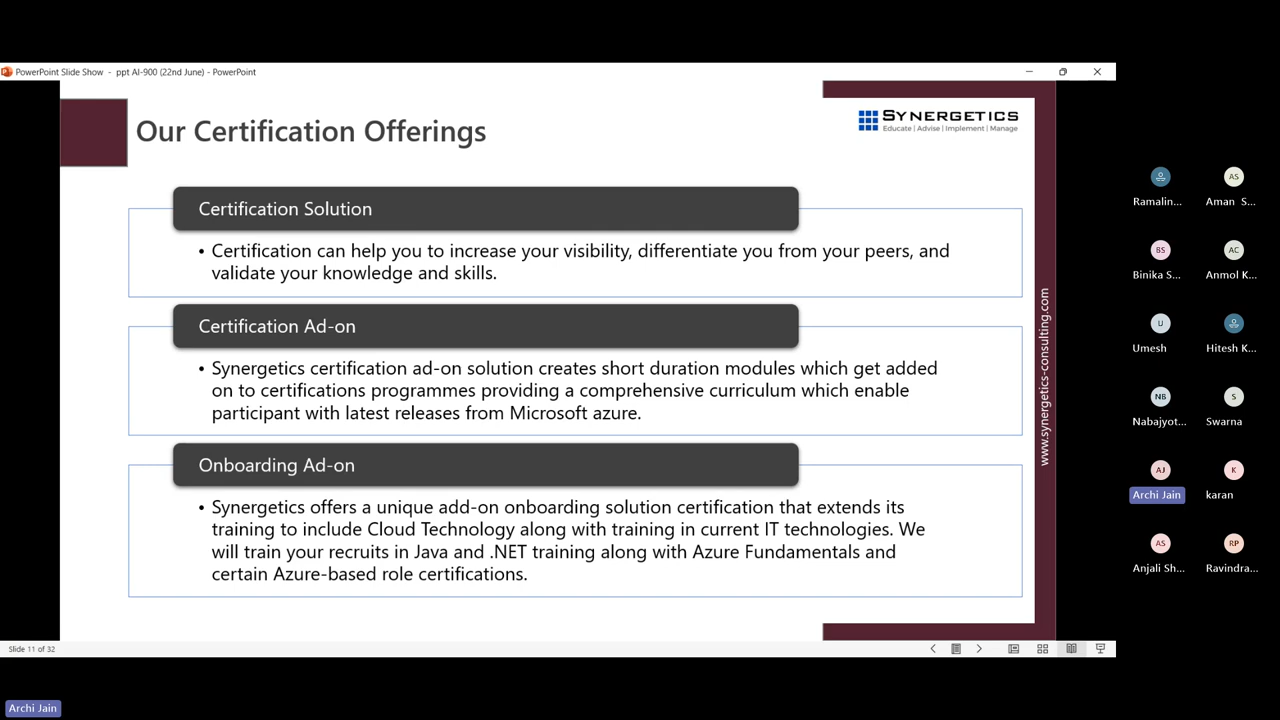 PowerPoint Slide Show - ppt AI-900 (22nd June) - PowerPoint
Our Certification Offerings
SYNERGETICS
Educate | Advise | Implement | Manage
Certification Solution
• Certification can help you to increase your visibility, differentiate you from your peers, and
validate your knowledge and skills.
Certification Ad-on
• Synergetics certification ad-on solution creates short duration modules which get added
on to certifications programmes providing a comprehensive curriculum which enable
participant with latest releases from Microsoft azure.
Onboarding Ad-on
• Synergetics offers a unique add-on onboarding solution certification that extends its
training to include Cloud Technology along with training in current IT technologies. We
will train your recruits in Java and .NET training along with Azure Fundamentals and
certain Azure-based role certifications.
www.synergetics-consulting.com
Slide 11 of 32
Archi Jain
AS
Ramalin...
Aman S...
BS
AC
Binika S...
Anmol K...
U
Umesh
Hitesh K...
NB
S
Nabajyot...
Swarna
AJ
K
Archi Jain
karan
AS
RP
Anjali Sh...
Ravindra...